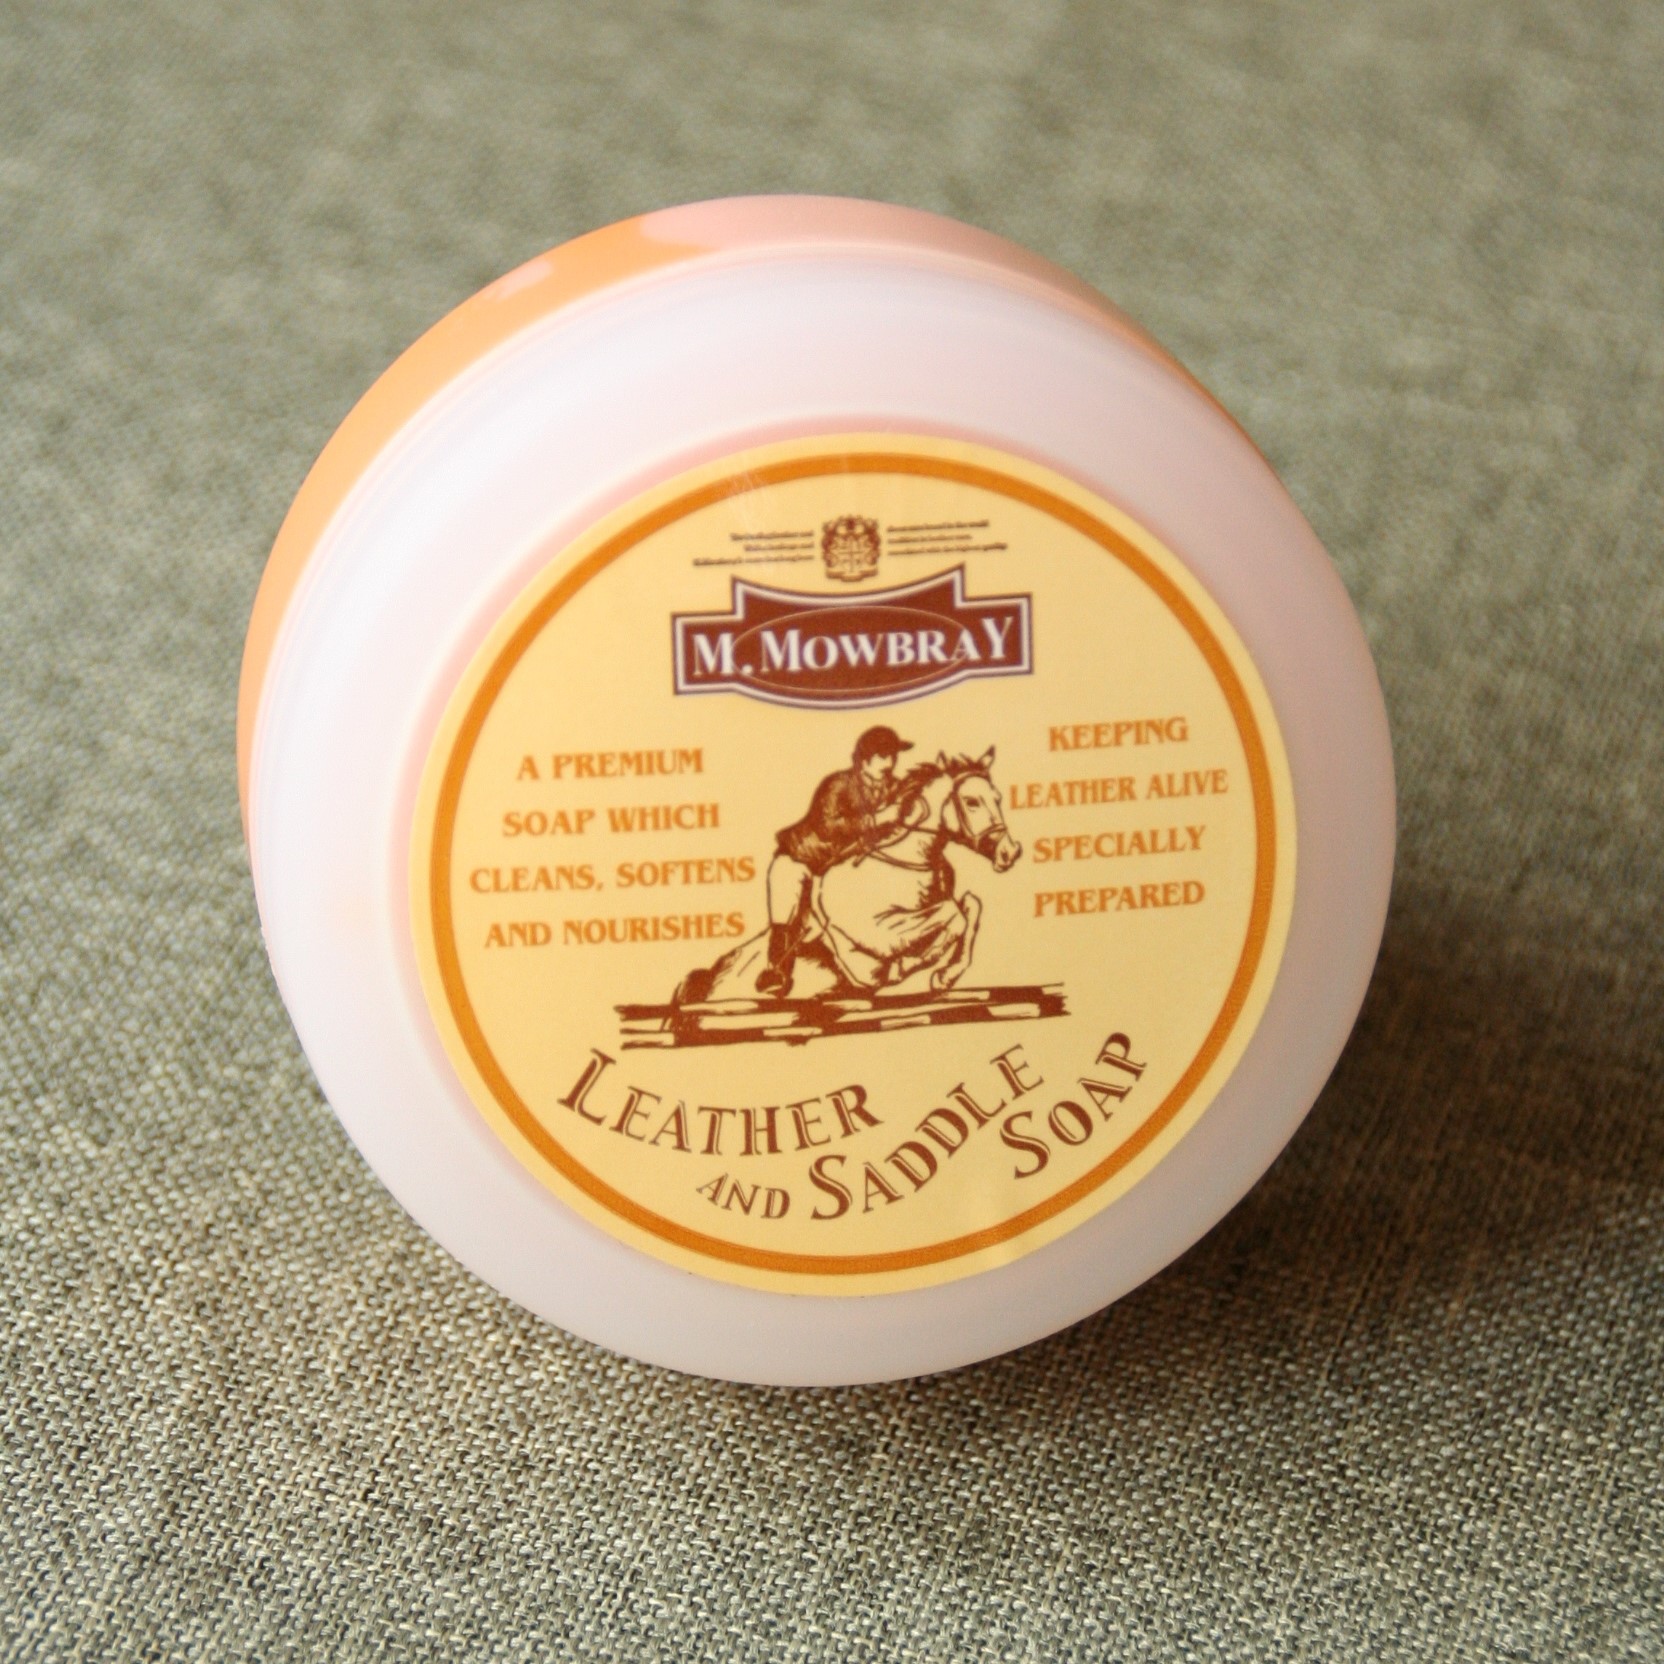 M. MOWBRAY
A PREMIUM
SOAP WHICH
CLEANS, SOFTENS
AND NOURISHES
KEEPING
LEATHER ALIVE
SPECIALLY
PREPARED
LEATHER
AND SADDLE
SOAP